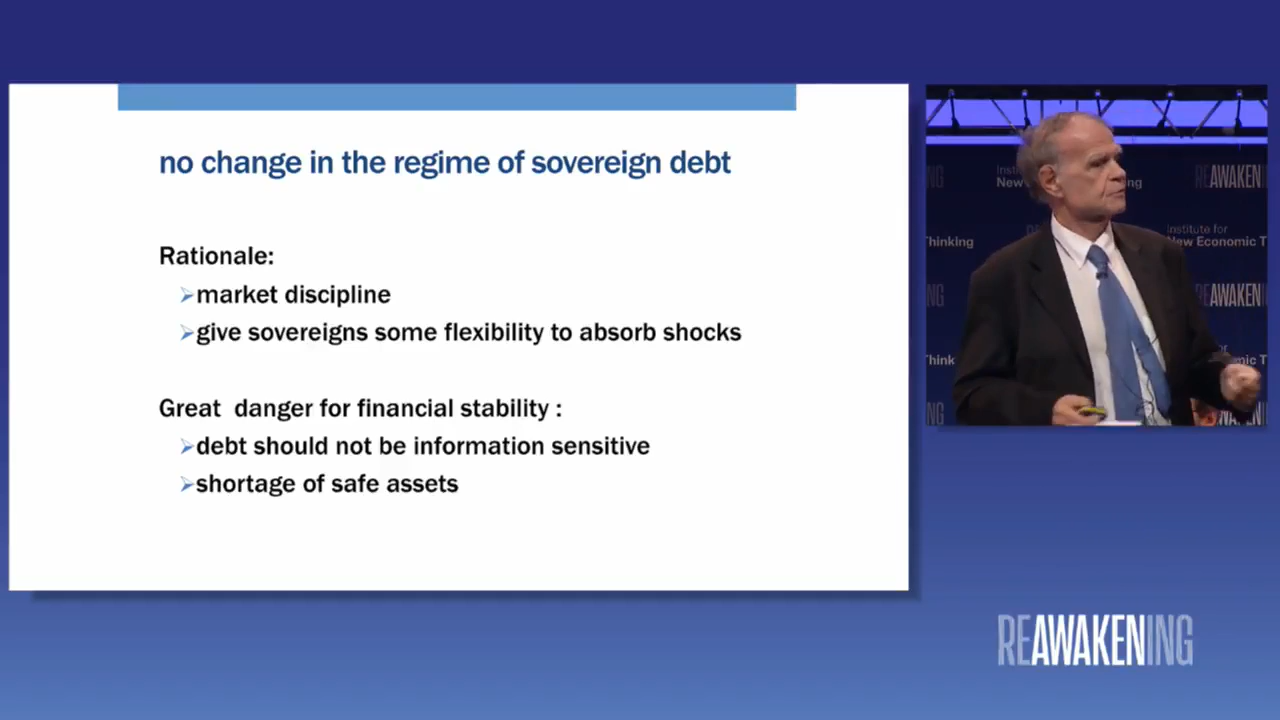 no change in the regime of sovereign debt
Rationale:
➢market discipline
➢give sovereigns some flexibility to absorb shocks
Great danger for financial stability :
➢debt should not be information sensitive
➢shortage of safe assets
REAWAKEN
Thinking
Institute for
New Economic T
REAWAKENING
REAWAKENING